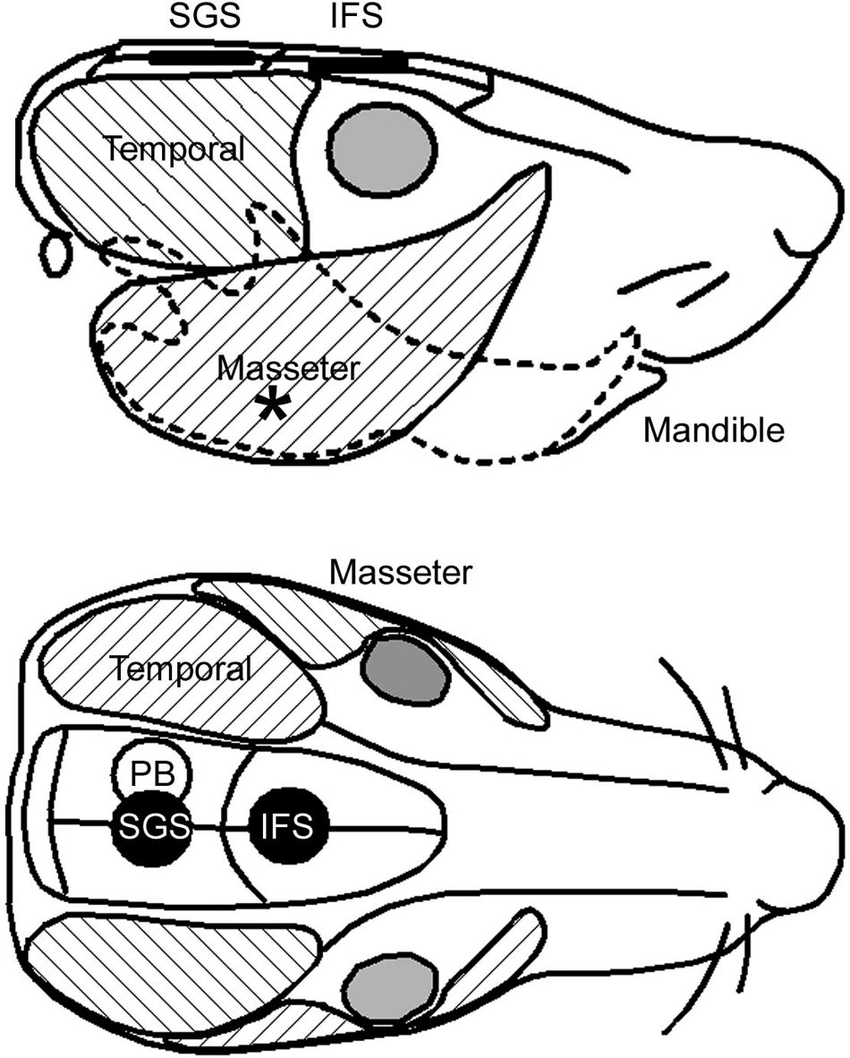 SGS IFS
Temporal
Masseter
*
Mandible
Masseter
Temporal
PB
SGS IFS